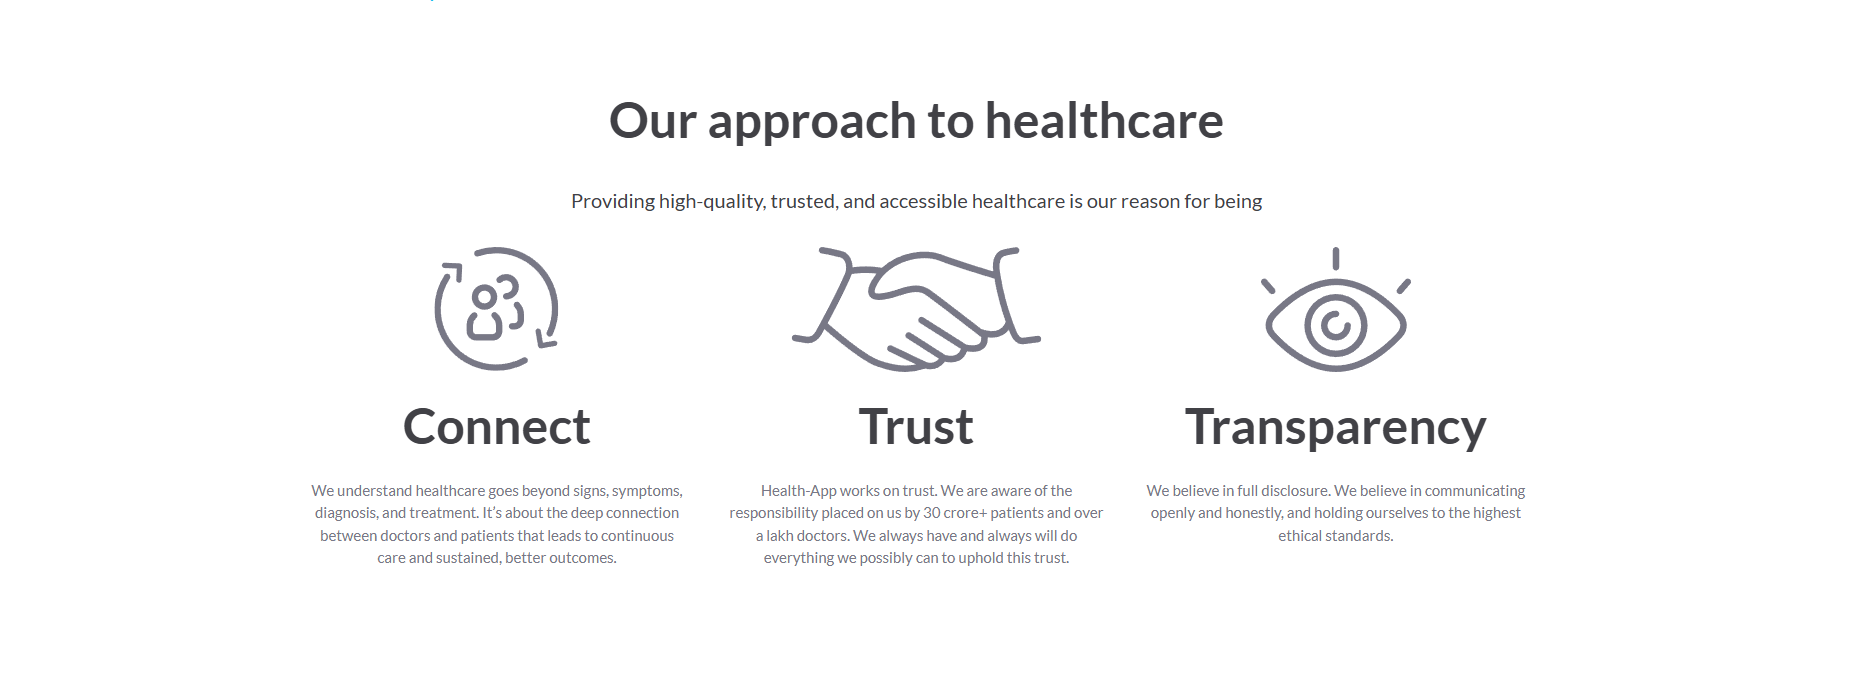 Our approach to healthcare
Providing high-quality, trusted, and accessible healthcare is our reason for being
Connect
We understand healthcare goes beyond signs, symptoms,
diagnosis, and treatment. It’s about the deep connection
between doctors and patients that leads to continuous
care and sustained, better outcomes.
Trust
Health-App works on trust. We are aware of the
responsibility placed on us by 30 crore+ patients and over
a lakh doctors. We always have and always will do
everything we possibly can to uphold this trust.
Transparency
We believe in full disclosure. We believe in communicating
openly and honestly, and holding ourselves to the highest
ethical standards.